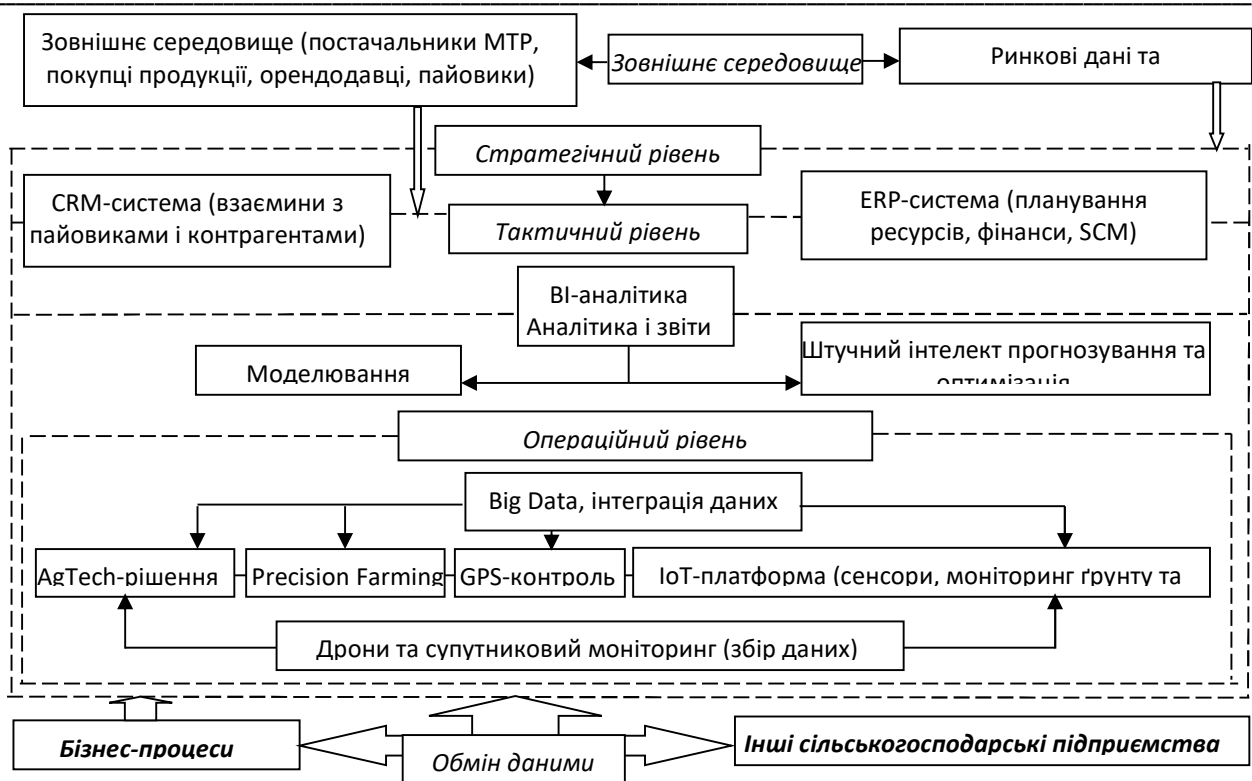 Зовнішнє середовище (постачальники МТР,
покупці продукції, орендодавці, пайовики)
Зовнішнє середовище
Ринкові дані та
Стратегічний рівень
CRM-система (взаємини з
пайовиками і контрагентами)
Тактичний рівень
ERP-система (планування
ресурсів, фінанси, SCM)
BI-аналітика
Аналітика і звіти
Моделювання
Штучний інтелект прогнозування та
оптимізація
Операційний рівень
Big Data, інтеграція даних
AgTech-рішення
Precision Farming
GPS-контроль
IoT-платформа (сенсори, моніторинг ґрунту та
Дрони та супутниковий моніторинг (збір даних)
Бізнес-процеси
Обмін даними
Інші сільськогосподарські підприємства